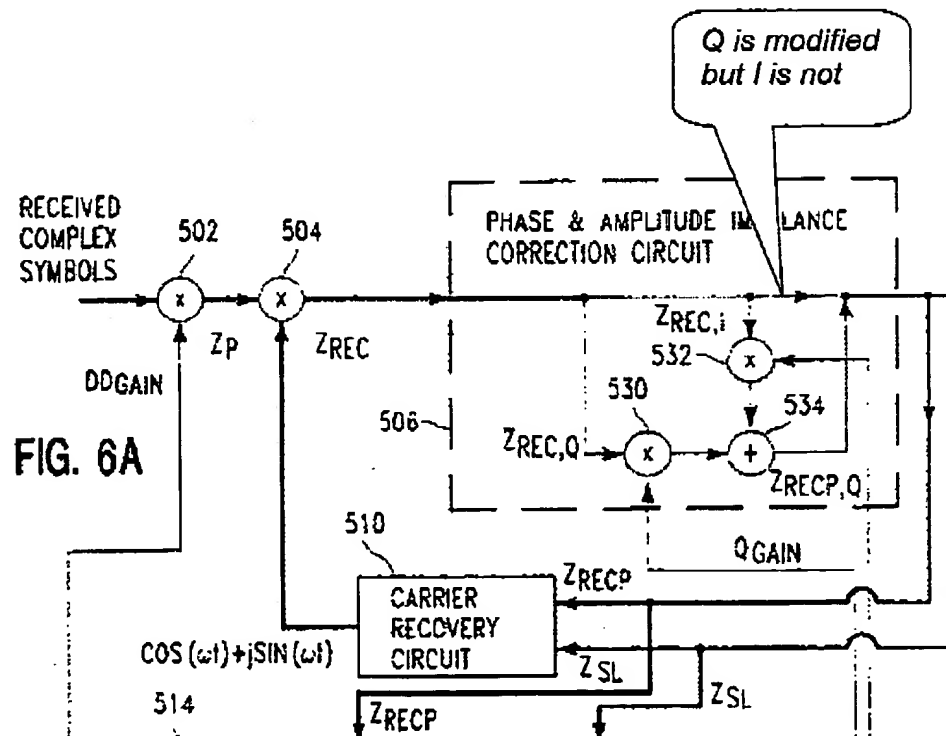 Q is modified
but I is not
RECEIVED
COMPLEX
SYMBOLS
502
504
PHASE & AMPLITUDE IMBALANCE
CORRECTION CIRCUIT
x
x
ZP
ZREC
ZREC,i
532
x
DDGAIN
530
534
506
ZREC,Q
x
+
ZRECP,Q
FIG. 6A
510
QGAIN
CARRIER
RECOVERY
CIRCUIT
ZRECP
COS(ωt)+jSIN(ωt)
ZSL
514
ZRECP
ZSL